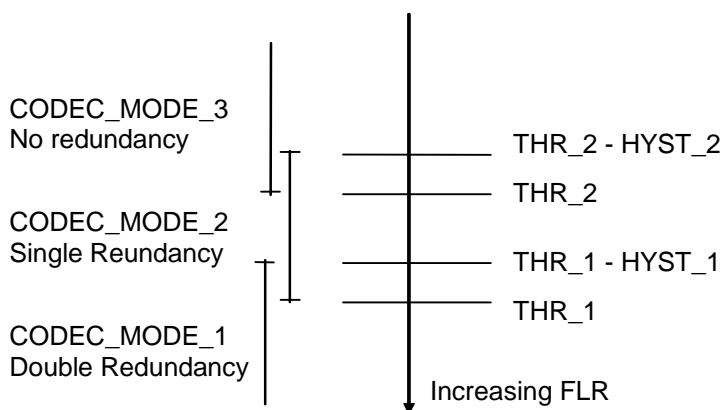 CODEC_MODE_3
No redundancy
THR_2 - HYST_2
THR_2
CODEC_MODE_2
Single Reundancy
THR_1 - HYST_1
THR_1
CODEC_MODE_1
Double Redundancy
Increasing FLR